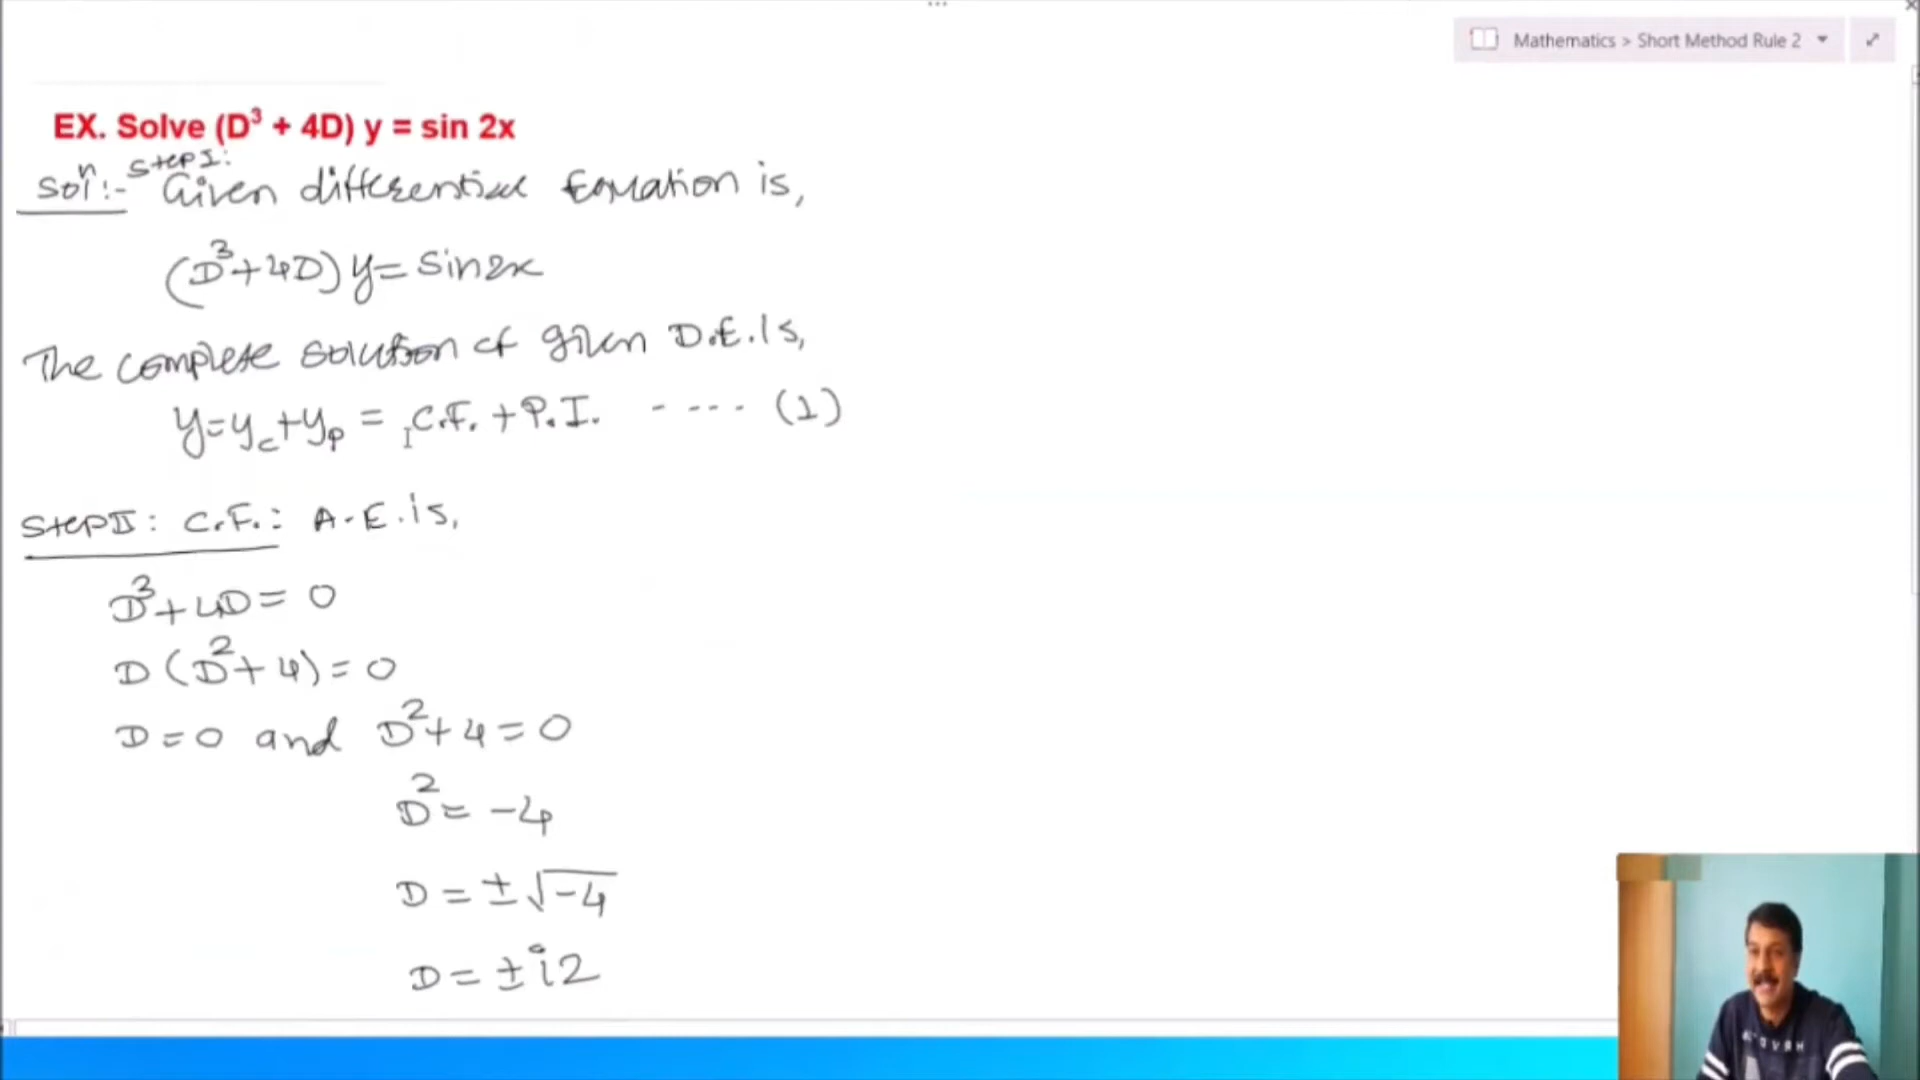 Mathematics > Short Method Rule 2
EX. Solve (D³ + 4D) y = sin 2x
Step I:
Solⁿ:- Given differential Equation is,
(D³+4D) y = Sin2x
The complete solution of given D.E. is,
y = y_c + y_p = C.F. + P.I. ---- (1)
Step II: C.F.: A.E. is,
D³+4D = 0
D (D²+4) = 0
D = 0 and D²+4 = 0
D² = -4
D = ±√-4
D = ±i2